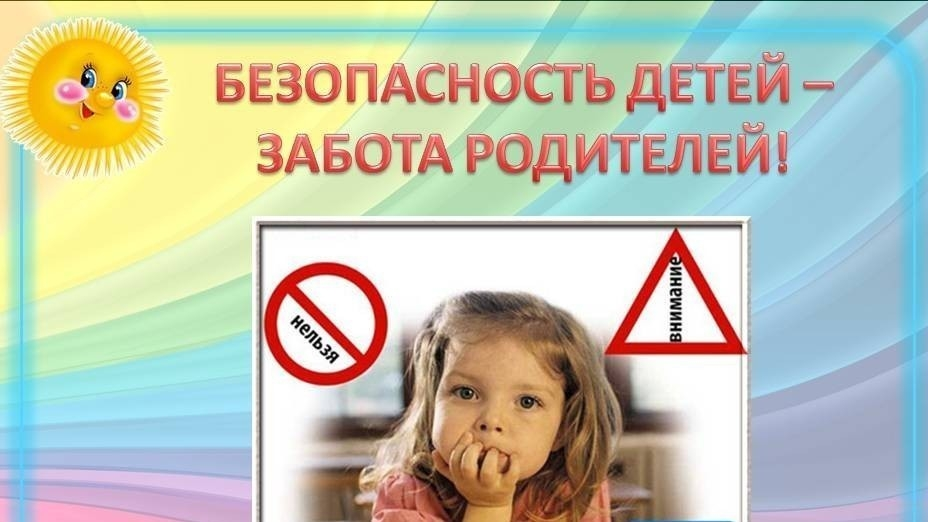 БЕЗОПАСНОСТЬ ДЕТЕЙ –
ЗАБОТА РОДИТЕЛЕЙ!
нельзя
внимание